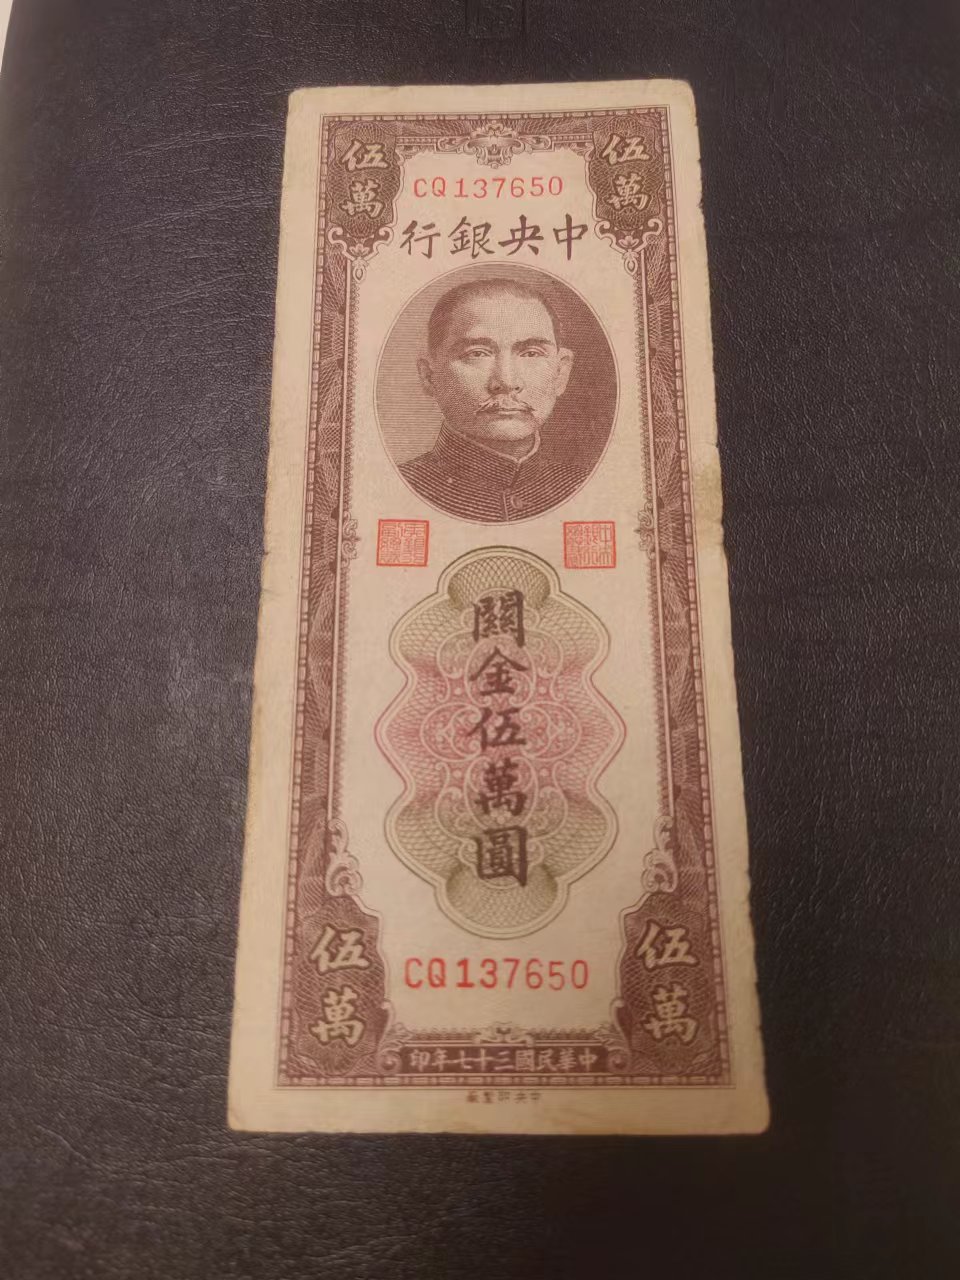 伍萬
伍萬
CQ137650
中央銀行
關金伍萬圓
CQ137650
伍萬
伍萬
中華民國三十七年印
中央印製廠